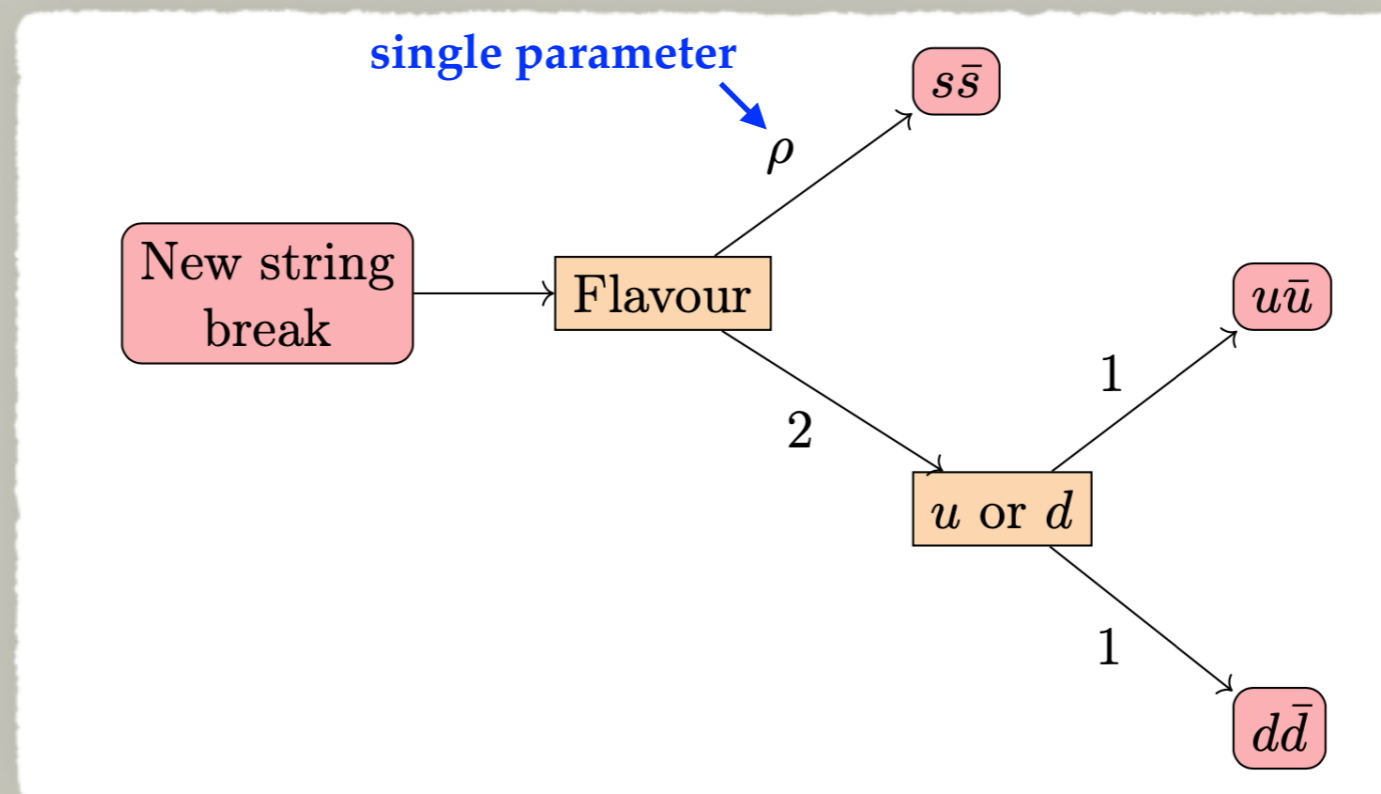 single parameter
ρ
ss̄
New string
break
Flavour
uū
1
2
u or d
1
dd̄